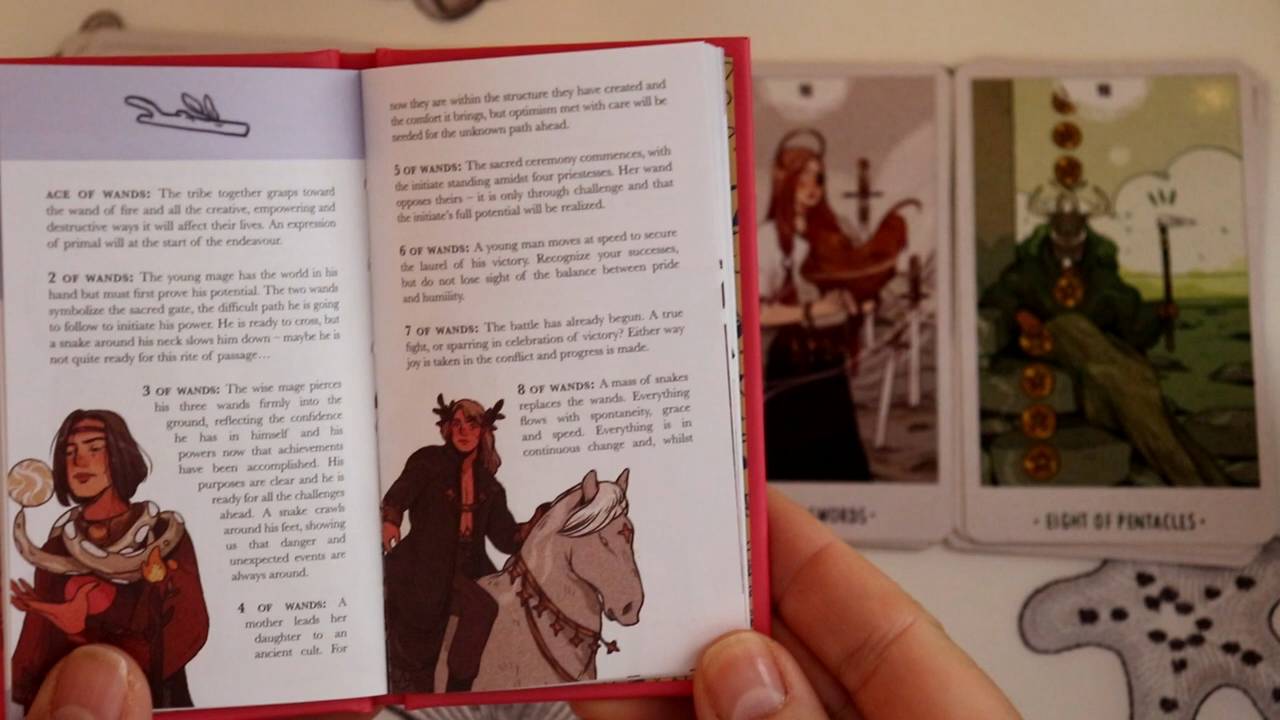 ACE OF WANDS: The tribe together grasps toward
the wand of fire and all the creative, empowering and
destructive ways it will affect their lives. An expression
of primal will at the start of the endeavour.
2 OF WANDS: The young mage has the world in his
hand but must first prove his potential. The two wands
symbolize the sacred gate, the difficult path he is going
to follow to initiate his power. He is ready to cross, but
a snake around his neck slows him down – maybe he is
not quite ready for this rite of passage…
3 OF WANDS: The wise mage pierces
his three wands firmly into the
ground, reflecting the confidence
he has in himself and his
powers now that achievements
have been accomplished. His
purposes are clear and he is
ready for all the challenges
ahead. A snake crawls
around his feet, showing
us that danger and
unexpected events are
always around.
4 OF WANDS: A
mother leads her
daughter to an
ancient cult. For
now they are within the structure they have created and
the comfort it brings, but optimism met with care will be
needed for the unknown path ahead.
5 OF WANDS: The sacred ceremony commences, with
the initiate standing amidst four priestesses. Her wand
opposes theirs – it is only through challenge and that
the initiate's full potential will be realized.
6 OF WANDS: A young man moves at speed to secure
the laurel of his victory. Recognize your successes,
but do not lose sight of the balance between pride
and humility.
7 OF WANDS: The battle has already begun. A true
fight, or sparring in celebration of victory? Either way
joy is taken in the conflict and progress is made.
8 OF WANDS: A mass of snakes
replaces the wands. Everything
flows with spontaneity, grace
and speed. Everything is in
continuous change and, whilst
SWORDS·
· EIGHT OF PENTACLES ·